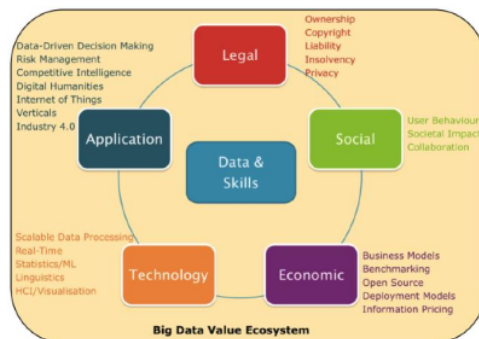 Legal
Ownership
Copyright
Liability
Insolvency
Privacy
Data-Driven Decision Making
Risk Management
Competitive Intelligence
Digital Humanities
Internet of Things
Verticals
Industry 4.0
Application
Social
User Behaviour
Societal Impact
Collaboration
Data &
Skills
Scalable Data Processing
Real-Time
Statistics/ML
Linguistics
HCI/Visualisation
Technology
Economic
Business Models
Benchmarking
Open Source
Deployment Models
Information Pricing
Big Data Value Ecosystem